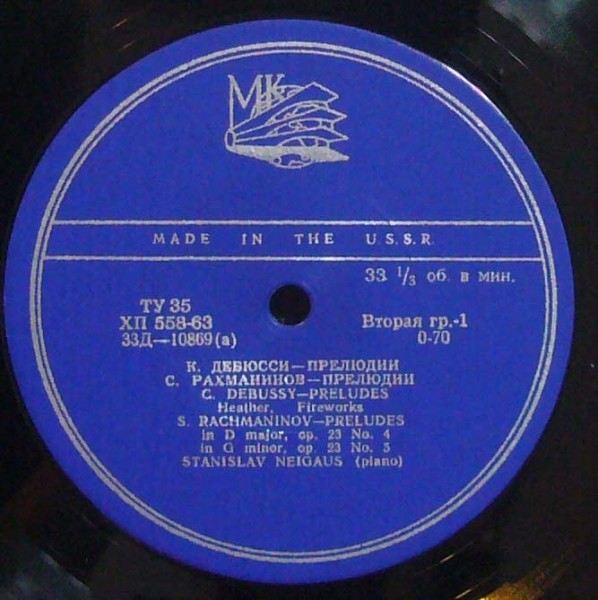 МК
MADE IN THE U.S.S.R.
33 1/3 об. в мин.
ТУ 35
ХП 558-63
33Д—10869(а)
Вторая гр.-1
0-70
К. ДЕБЮССИ—ПРЕЛЮДИИ
С. РАХМАНИНОВ—ПРЕЛЮДИИ
C. DEBUSSY—PRELUDES
Heather, Fireworks
S. RACHMANINOV—PRELUDES
in D major, op. 23 No. 4
in G minor, op. 23 No. 5
STANISLAV NEIGAUS (piano)